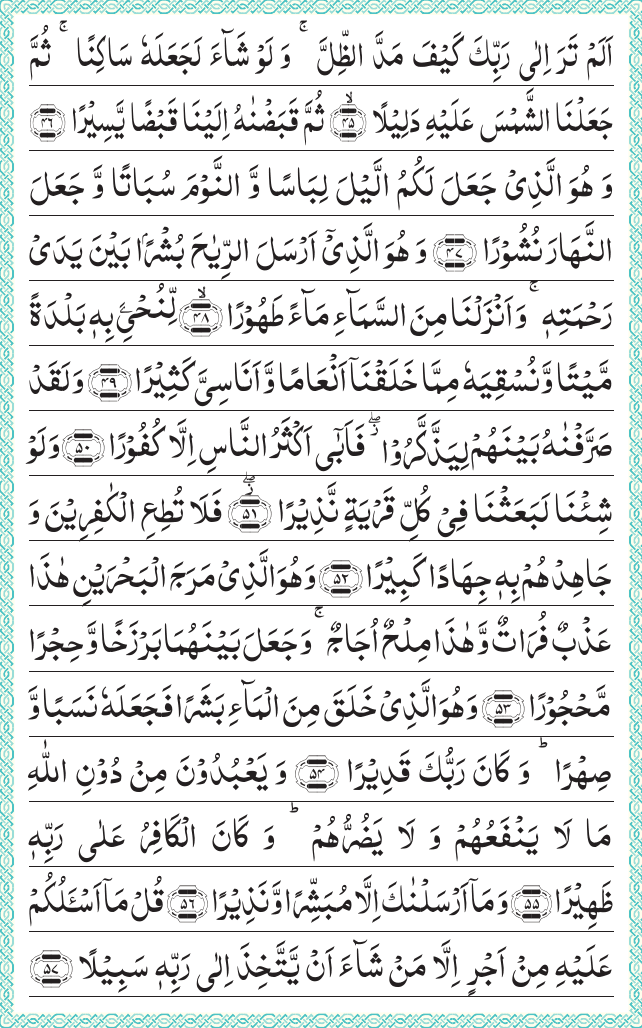 اَلَمْ تَرَ اِلٰى رَبِّكَ كَيْفَ مَدَّ الظِّلَّ ۚ وَ لَوْ شَآءَ لَجَعَلَهٗ سَاكِنًا ۚ ثُمَّ
جَعَلْنَا الشَّمْسَ عَلَيْهِ دَلِيْلًا ۙ﴿۴۵﴾ ثُمَّ قَبَضْنٰهُ اِلَيْنَا قَبْضًا يَّسِيْرًا ﴿۴۶﴾
وَ هُوَ الَّذِىْ جَعَلَ لَكُمُ الَّيْلَ لِبَاسًا وَّ النَّوْمَ سُبَاتًا وَّ جَعَلَ
النَّهَارَ نُشُوْرًا ﴿۴۷﴾ وَ هُوَ الَّذِىْۤ اَرْسَلَ الرِّيٰحَ بُشْرًۢا بَيْنَ يَدَىْ
رَحْمَتِهٖ ۚ وَاَنْزَلْنَا مِنَ السَّمَآءِ مَآءً طَهُوْرًا ۙ﴿۴۸﴾ لِّنُحْیِۦَ بِهٖ بَلْدَةً
مَّيْتًا وَّنُسْقِيَهٗ مِمَّا خَلَقْنَاۤ اَنْعَامًا وَّاَنَاسِىَّ كَثِيْرًا ﴿۴۹﴾ وَلَقَدْ
صَرَّفْنٰهُ بَيْنَهُمْ لِيَذَّكَّرُوْا ۖ فَاَبٰٓى اَكْثَرُ النَّاسِ اِلَّا كُفُوْرًا ﴿۵۰﴾ وَلَوْ
شِئْنَا لَبَعَثْنَا فِىْ كُلِّ قَرْيَةٍ نَّذِيْرًا ۖ﴿۵۱﴾ فَلَا تُطِعِ الْكٰفِرِيْنَ وَ
جَاهِدْهُمْ بِهٖ جِهَادًا كَبِيْرًا ﴿۵۲﴾ وَهُوَ الَّذِىْ مَرَجَ الْبَحْرَيْنِ هٰذَا
عَذْبٌ فُرَاتٌ وَّهٰذَا مِلْحٌ اُجَاجٌ ۚ وَجَعَلَ بَيْنَهُمَا بَرْزَخًا وَّحِجْرًا
مَّحْجُوْرًا ﴿۵۳﴾ وَهُوَ الَّذِىْ خَلَقَ مِنَ الْمَآءِ بَشَرًا فَجَعَلَهٗ نَسَبًا وَّ
صِهْرًا ؕ وَ كَانَ رَبُّكَ قَدِيْرًا ﴿۵۴﴾ وَ يَعْبُدُوْنَ مِنْ دُوْنِ اللّٰهِ
مَا لَا يَنْفَعُهُمْ وَ لَا يَضُرُّهُمْ ؕ وَ كَانَ الْكَافِرُ عَلٰى رَبِّهٖ
ظَهِيْرًا ﴿۵۵﴾ وَمَاۤ اَرْسَلْنٰكَ اِلَّا مُبَشِّرًا وَّنَذِيْرًا ﴿۵۶﴾ قُلْ مَاۤ اَسْئَلُكُمْ
عَلَيْهِ مِنْ اَجْرٍ اِلَّا مَنْ شَآءَ اَنْ يَّتَّخِذَ اِلٰى رَبِّهٖ سَبِيْلًا ﴿۵۷﴾